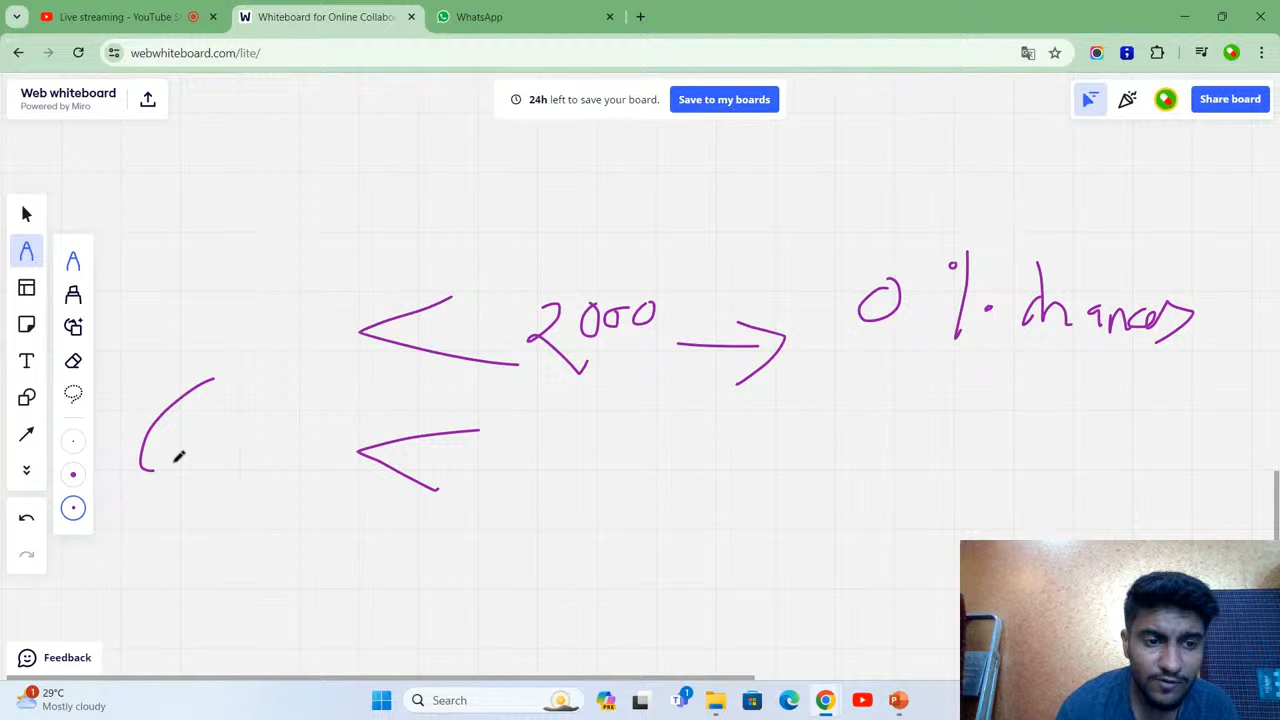 Live streaming - YouTube S
Whiteboard for Online Collabo
WhatsApp
webwhiteboard.com/lite/
Web whiteboard
Powered by Miro
24h left to save your board.
Save to my boards
Share board
< 2000 → 0 % chances
<
Feedback
1
29°C
Mostly cloudy
Search